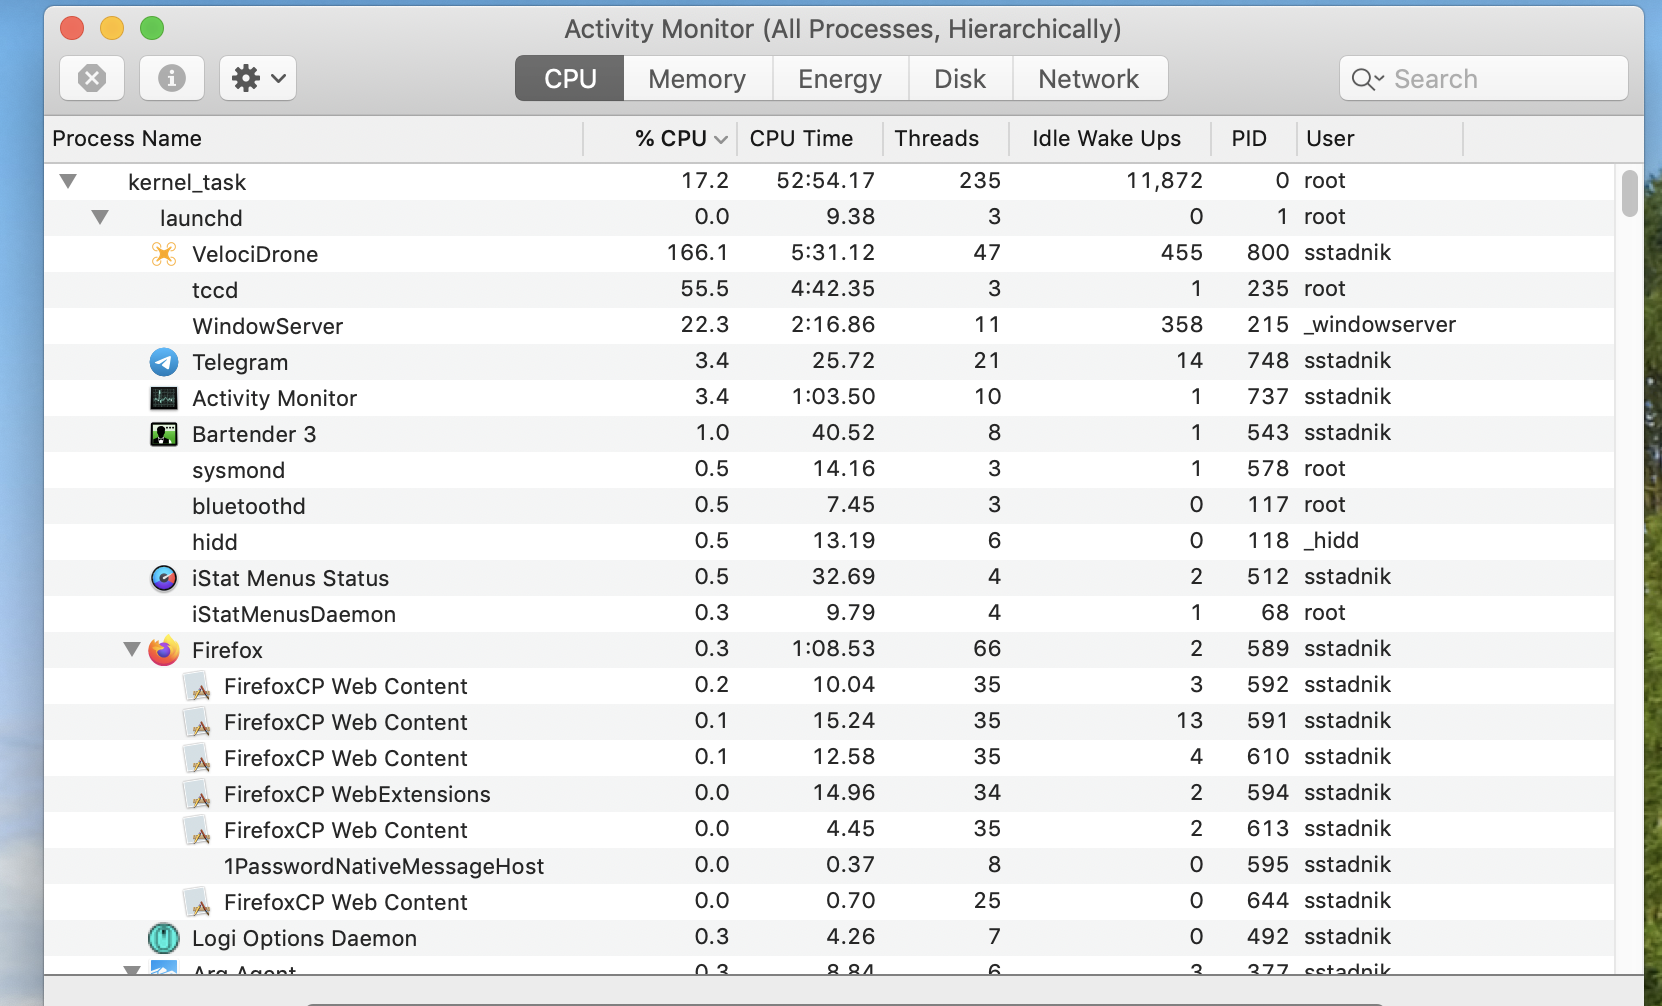 Activity Monitor (All Processes, Hierarchically)
CPU Memory Energy Disk Network Search
Process Name % CPU CPU Time Threads Idle Wake Ups PID User
kernel_task 17.2 52:54.17 235 11,872 0 root
launchd 0.0 9.38 3 0 1 root
VelociDrone 166.1 5:31.12 47 455 800 sstadnik
tccd 55.5 4:42.35 3 1 235 root
WindowServer 22.3 2:16.86 11 358 215 _windowserver
Telegram 3.4 25.72 21 14 748 sstadnik
Activity Monitor 3.4 1:03.50 10 1 737 sstadnik
Bartender 3 1.0 40.52 8 1 543 sstadnik
sysmond 0.5 14.16 3 1 578 root
bluetoothd 0.5 7.45 3 0 117 root
hidd 0.5 13.19 6 0 118 _hidd
iStat Menus Status 0.5 32.69 4 2 512 sstadnik
iStatMenusDaemon 0.3 9.79 4 1 68 root
Firefox 0.3 1:08.53 66 2 589 sstadnik
FirefoxCP Web Content 0.2 10.04 35 3 592 sstadnik
FirefoxCP Web Content 0.1 15.24 35 13 591 sstadnik
FirefoxCP Web Content 0.1 12.58 35 4 610 sstadnik
FirefoxCP WebExtensions 0.0 14.96 34 2 594 sstadnik
FirefoxCP Web Content 0.0 4.45 35 2 613 sstadnik
1PasswordNativeMessageHost 0.0 0.37 8 0 595 sstadnik
FirefoxCP Web Content 0.0 0.70 25 0 644 sstadnik
Logi Options Daemon 0.3 4.26 7 0 492 sstadnik
Arq Agent 0.3 8.84 6 3 377 sstadnik